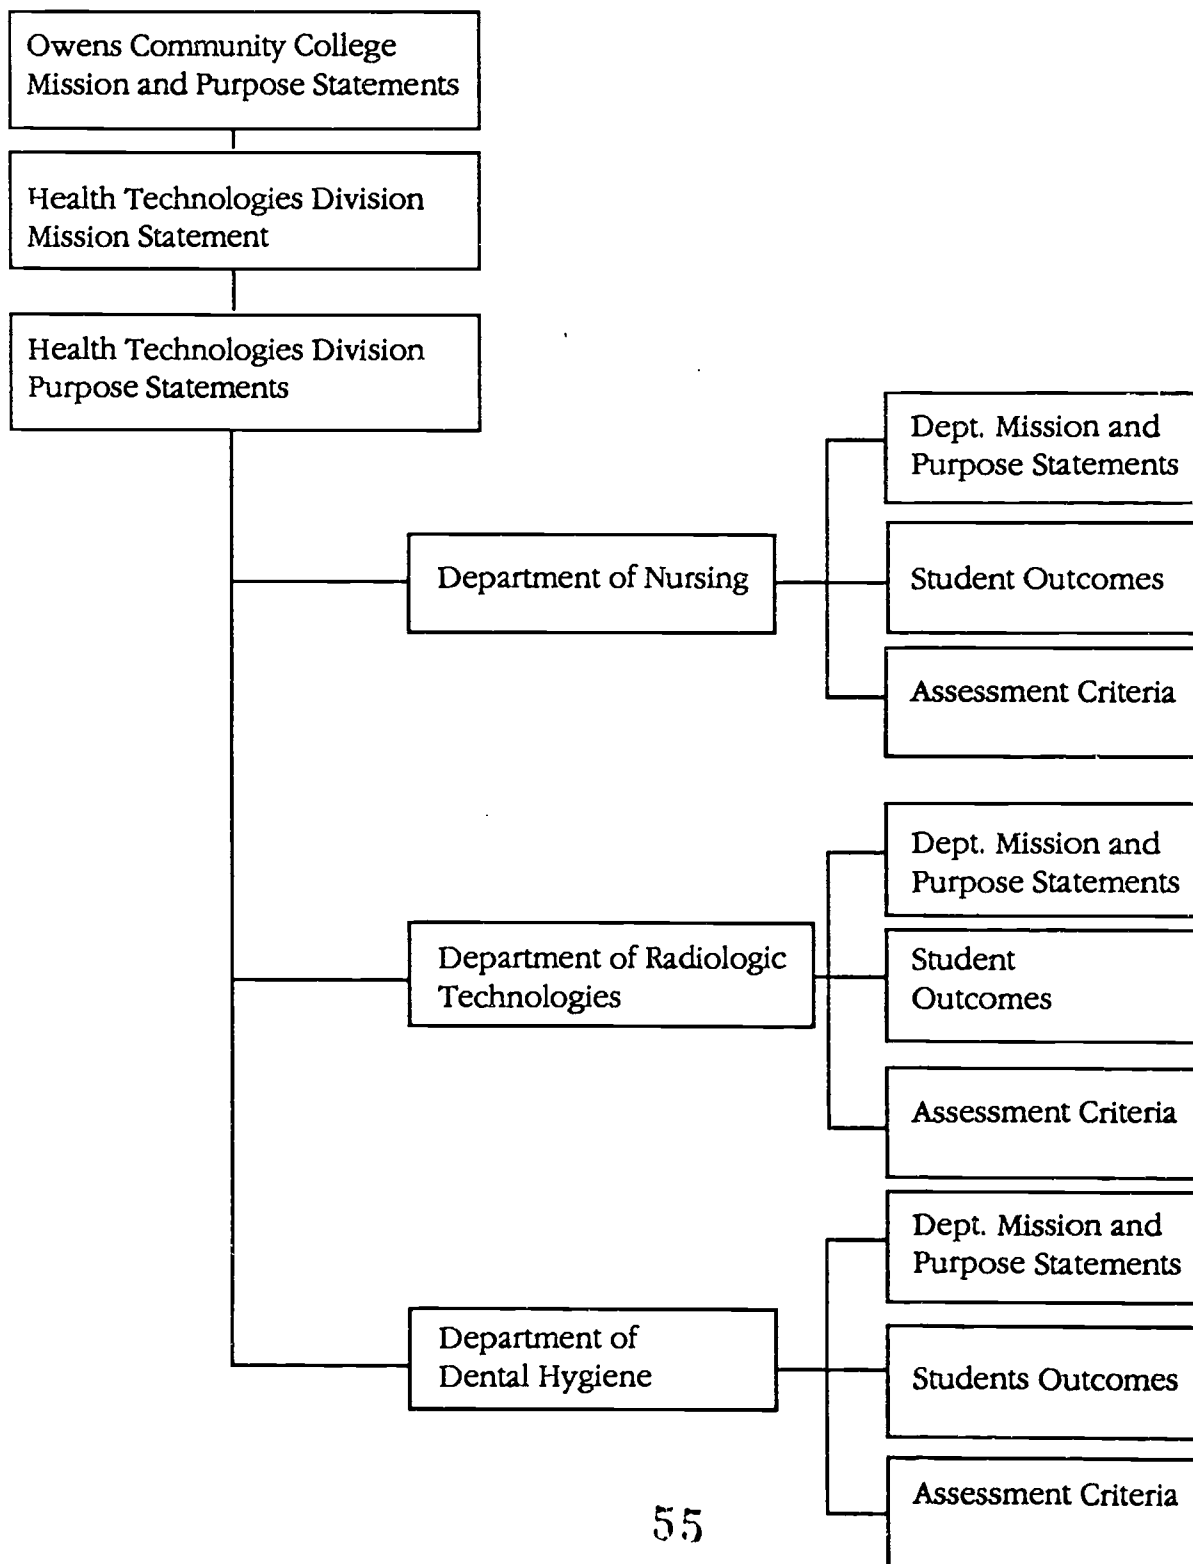 Owens Community College
Mission and Purpose Statements
Health Technologies Division
Mission Statement
Health Technologies Division
Purpose Statements
Department of Nursing
Dept. Mission and
Purpose Statements
Student Outcomes
Assessment Criteria
Department of Radiologic
Technologies
Dept. Mission and
Purpose Statements
Student
Outcomes
Assessment Criteria
Department of
Dental Hygiene
Dept. Mission and
Purpose Statements
Students Outcomes
Assessment Criteria
55